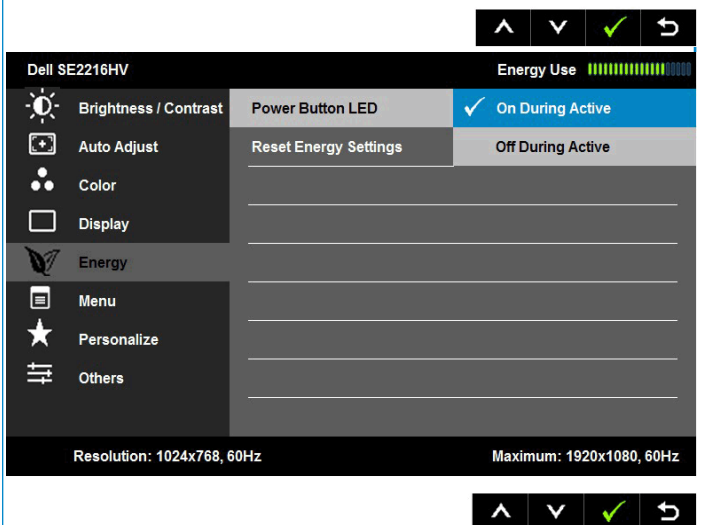 Dell SE2216HV Energy Use
Brightness / Contrast Power Button LED On During Active
Auto Adjust Reset Energy Settings Off During Active
Color
Display
Energy
Menu
Personalize
Others
Resolution: 1024x768, 60Hz Maximum: 1920x1080, 60Hz